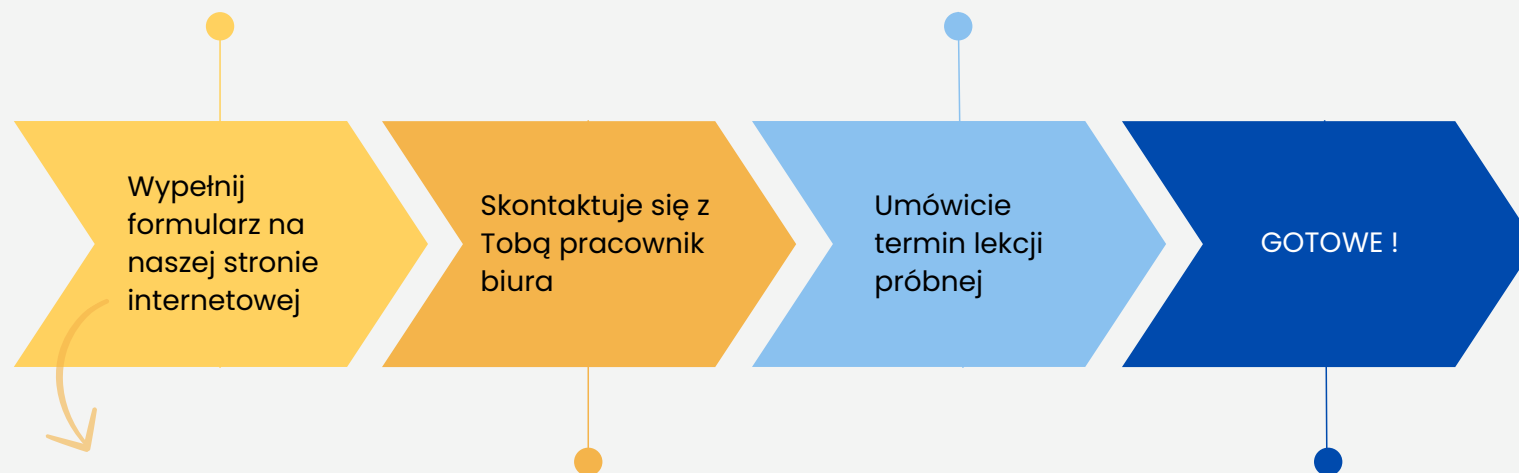 Wypełnij
formularz na
naszej stronie
internetowej
Skontaktuje się z
Tobą pracownik
biura
Umówicie
termin lekcji
próbnej
GOTOWE !